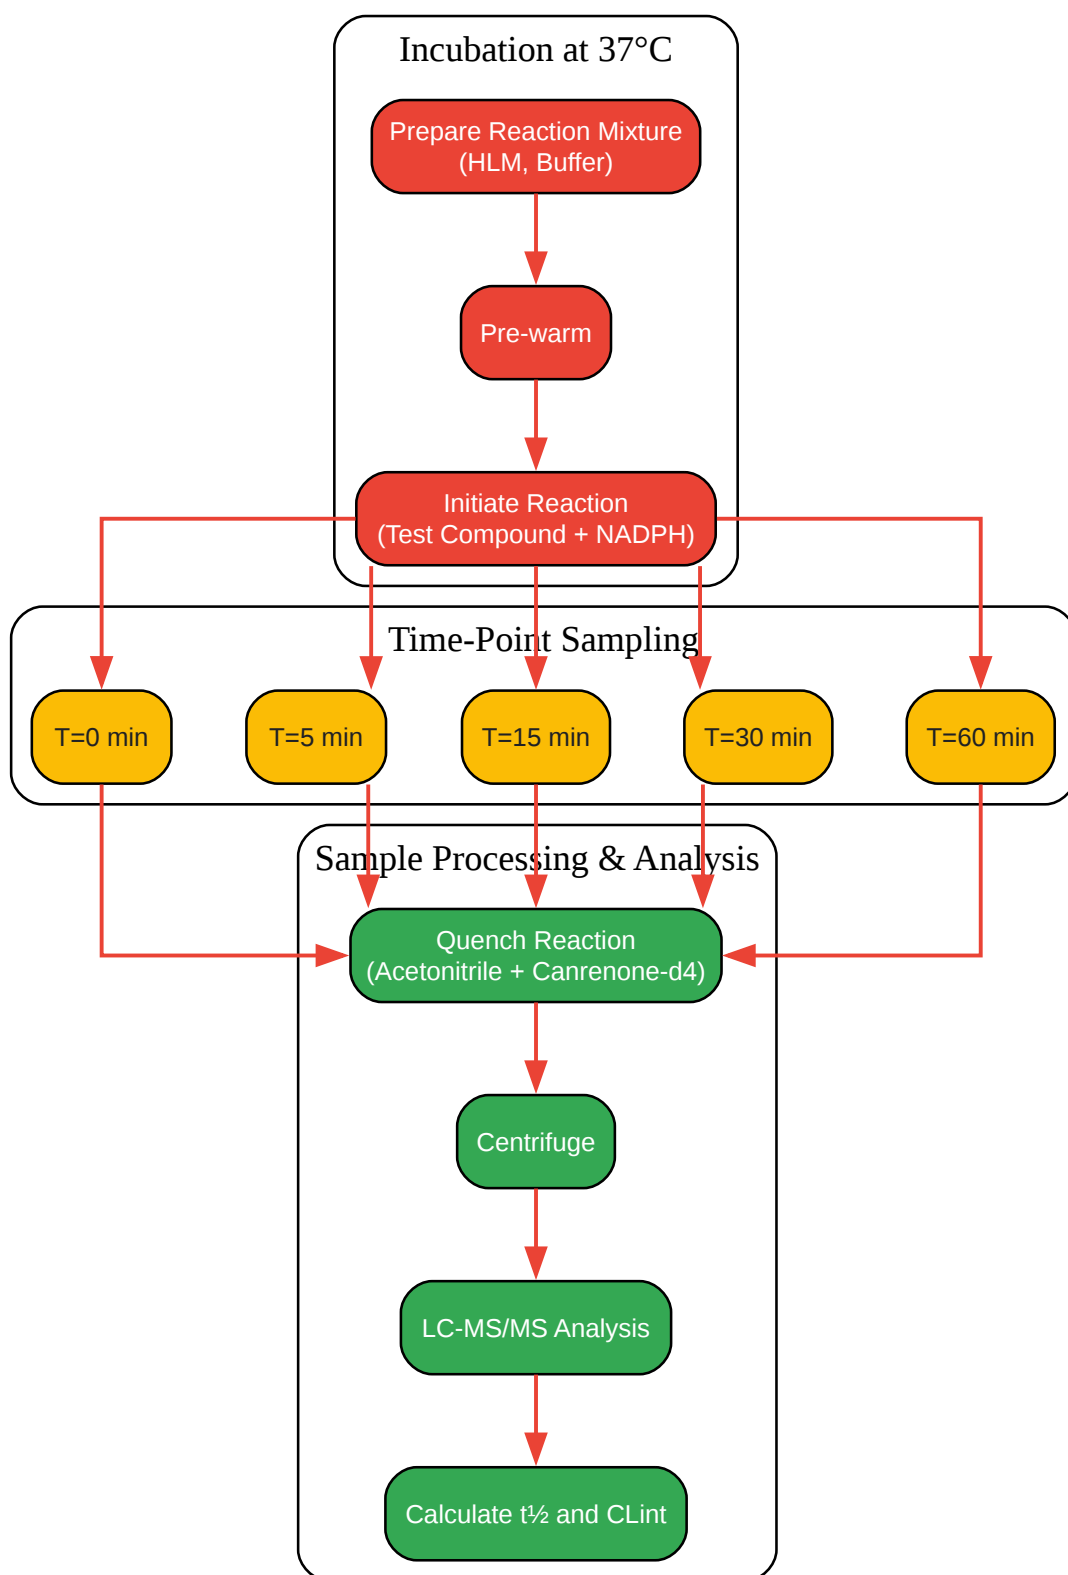 Incubation at 37°C
Prepare Reaction Mixture
(HLM, Buffer)
Pre-warm
Initiate Reaction
(Test Compound + NADPH)
Time-Point Sampling
T=0 min
T=5 min
T=15 min
T=30 min
T=60 min
Sample Processing & Analysis
Quench Reaction
(Acetonitrile + Canrenone-d4)
Centrifuge
LC-MS/MS Analysis
Calculate t½ and CLint